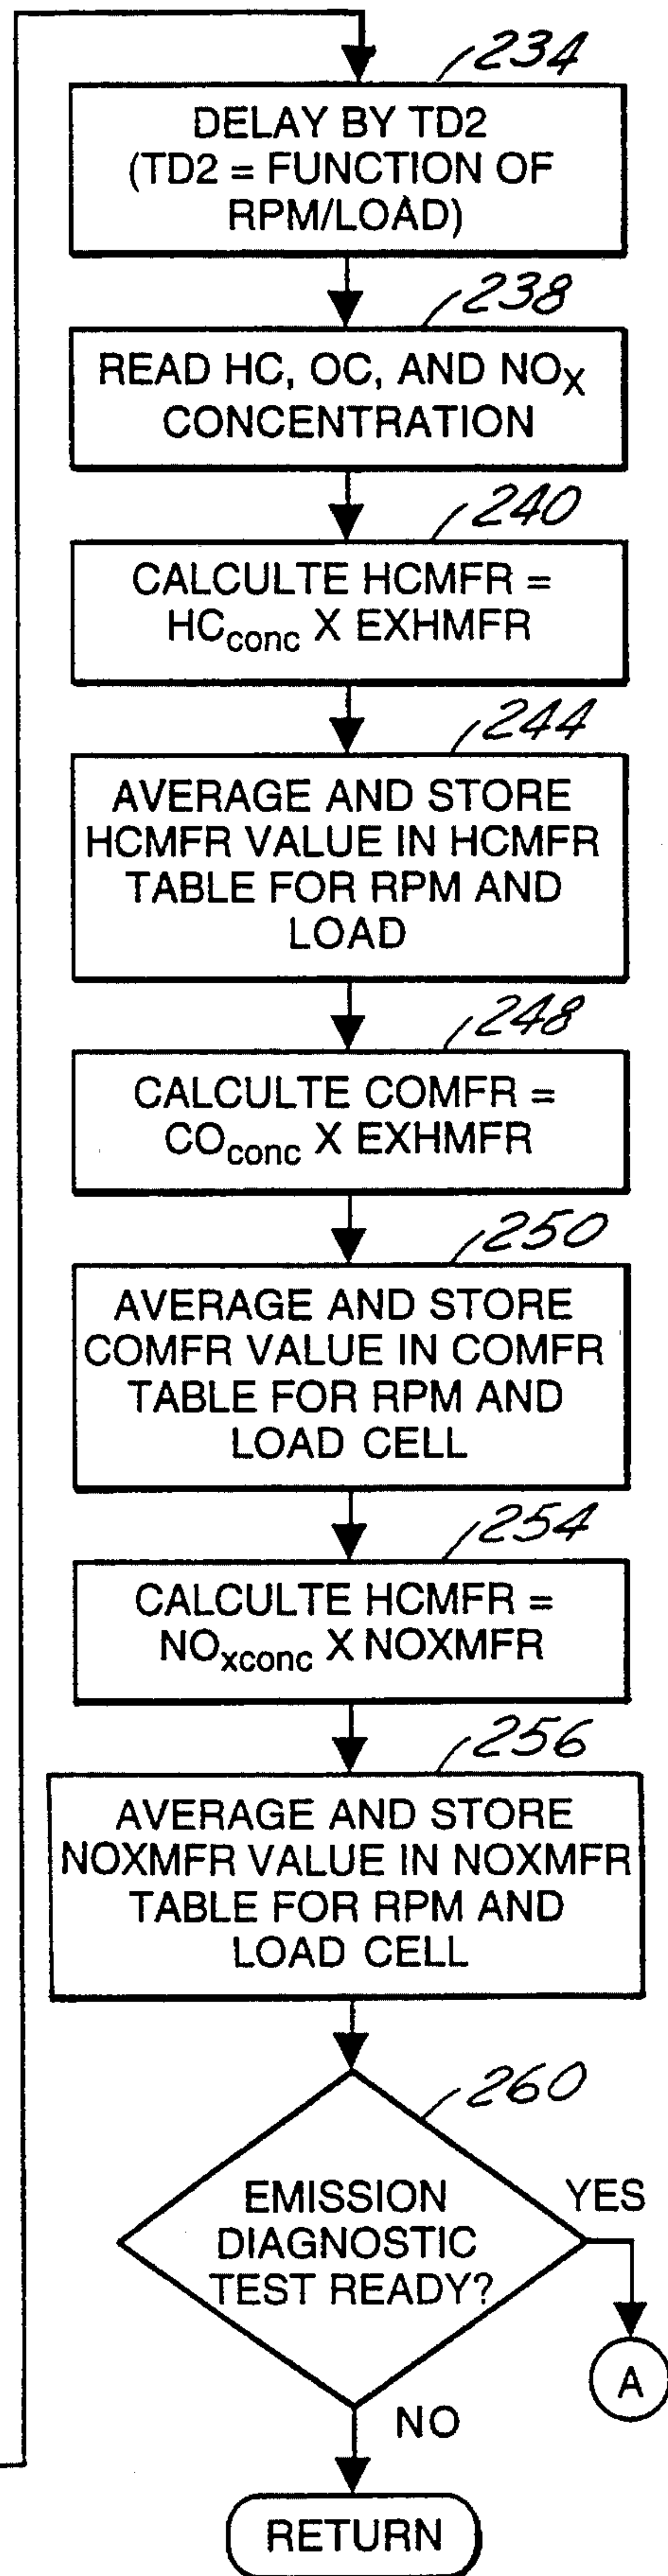 234
DELAY BY TD2
(TD2 = FUNCTION OF
RPM/LOAD)
238
READ HC, OC, AND NOX
CONCENTRATION
240
CALCULTE HCMFR =
HCconc X EXHMFR
244
AVERAGE AND STORE
HCMFR VALUE IN HCMFR
TABLE FOR RPM AND
LOAD
248
CALCULTE COMFR =
COconc X EXHMFR
250
AVERAGE AND STORE
COMFR VALUE IN COMFR
TABLE FOR RPM AND
LOAD CELL
254
CALCULTE HCMFR =
NOxconc X NOXMFR
256
AVERAGE AND STORE
NOXMFR VALUE IN NOXMFR
TABLE FOR RPM AND
LOAD CELL
260
EMISSION
DIAGNOSTIC
TEST READY?
YES
A
NO
RETURN